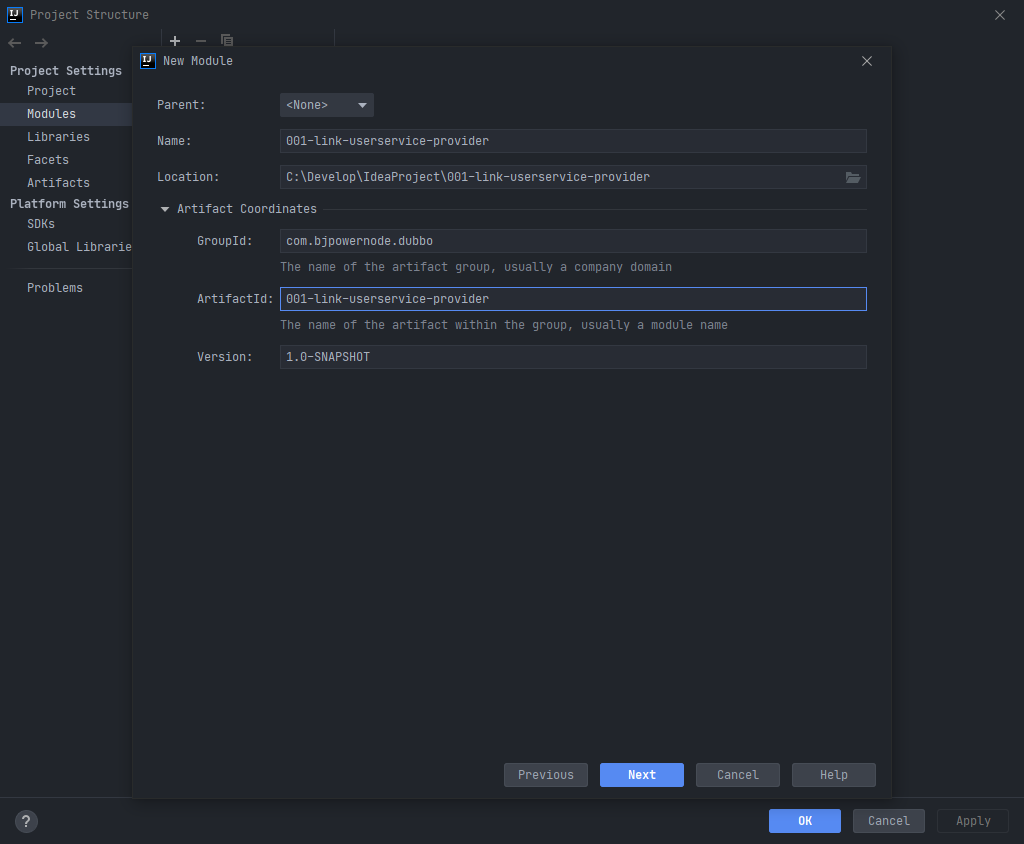 Project Structure
Project Settings
Project
Modules
Libraries
Facets
Artifacts
Platform Settings
SDKs
Global Librarie
Problems
New Module
Parent: <None>
Name: 001-link-userservice-provider
Location: C:\Develop\IdeaProject\001-link-userservice-provider
Artifact Coordinates
GroupId: com.bjpowernode.dubbo
The name of the artifact group, usually a company domain
ArtifactId: 001-link-userservice-provider
The name of the artifact within the group, usually a module name
Version: 1.0-SNAPSHOT
Previous Next Cancel Help
? OK Cancel Apply